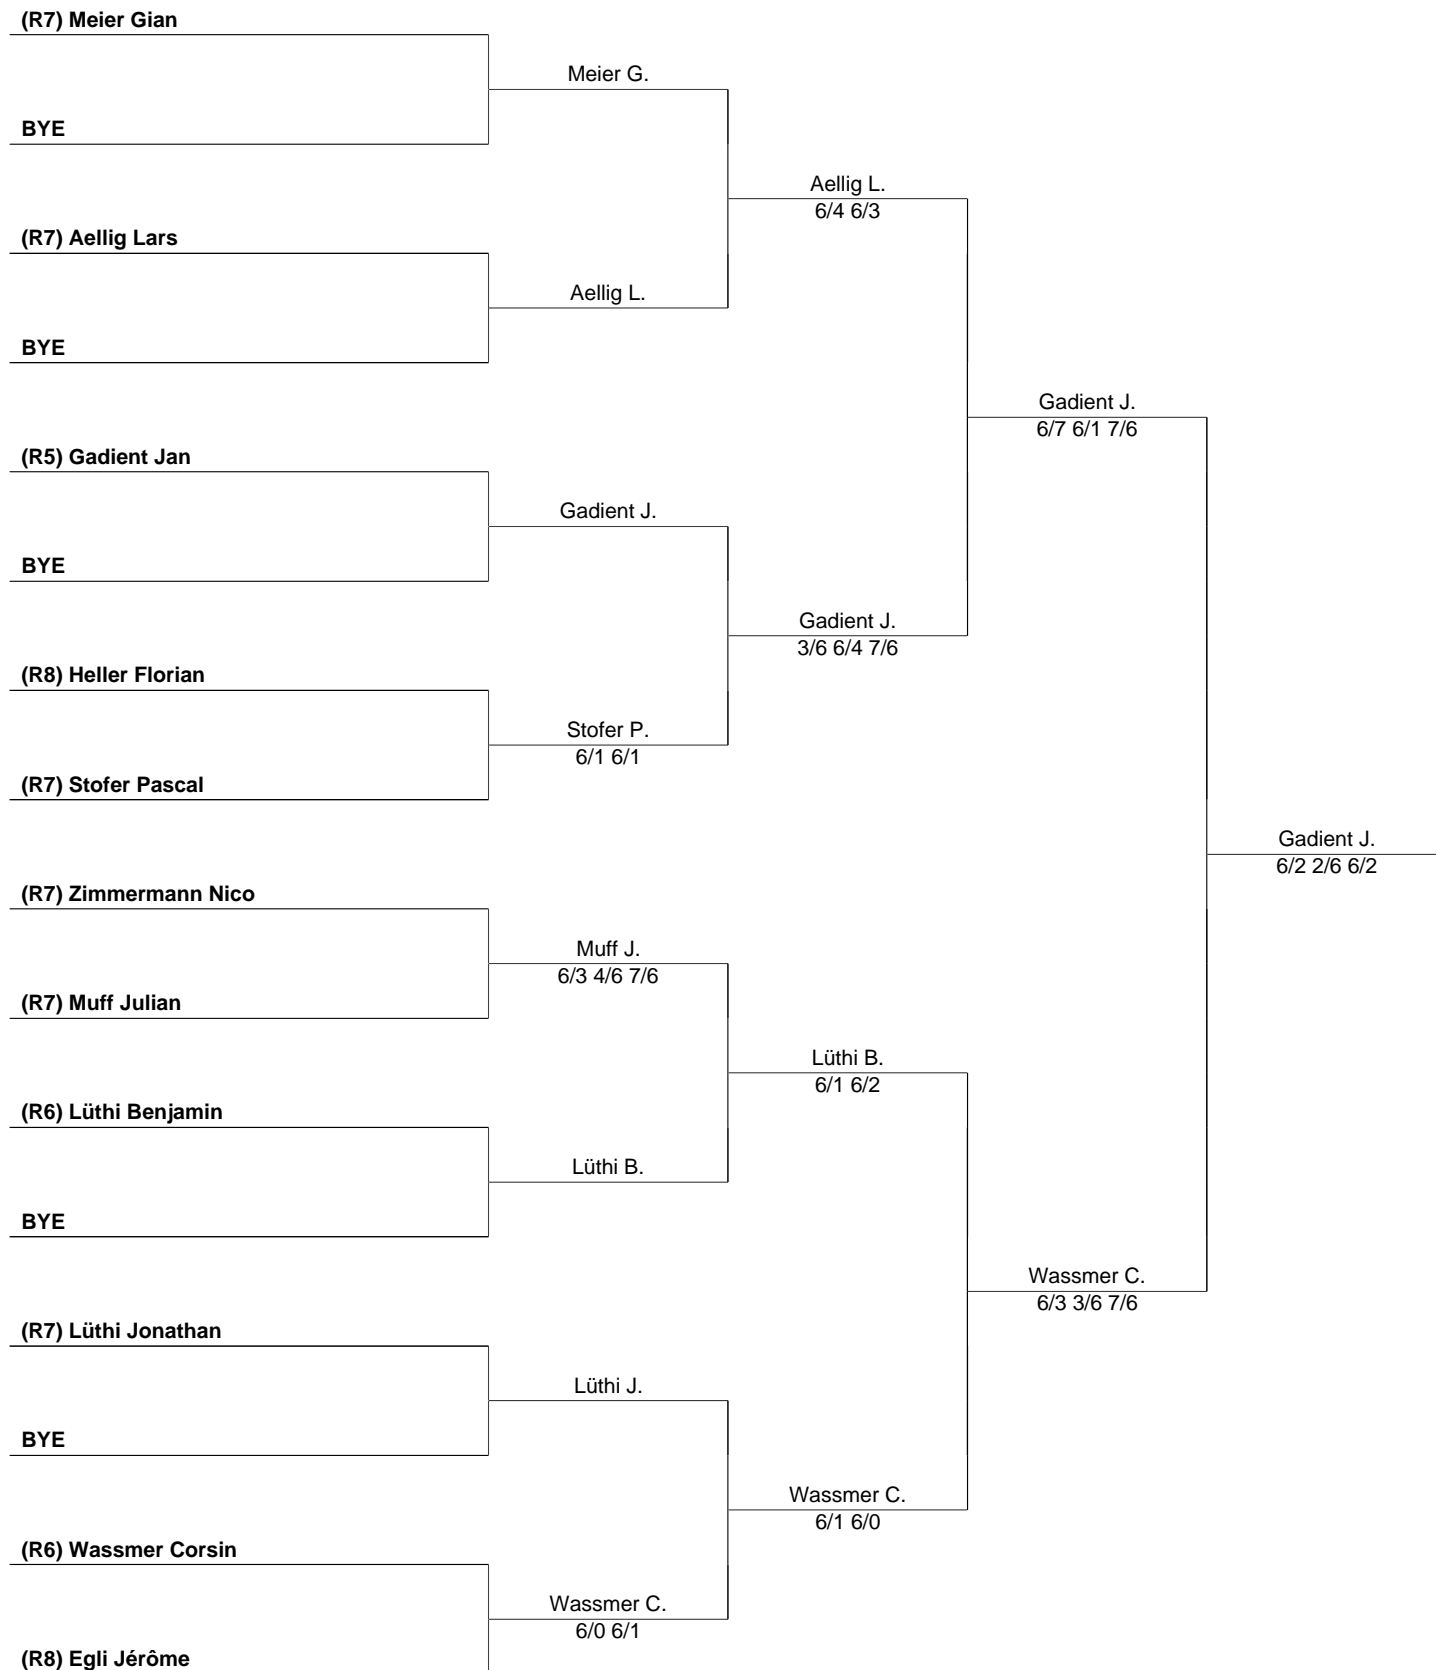 (R7) Meier Gian
Meier G.
BYE
Aellig L.
6/4 6/3
(R7) Aellig Lars
Aellig L.
BYE
Gadient J.
6/7 6/1 7/6
(R5) Gadient Jan
Gadient J.
BYE
Gadient J.
3/6 6/4 7/6
(R8) Heller Florian
Stofer P.
6/1 6/1
(R7) Stofer Pascal
Gadient J.
6/2 2/6 6/2
(R7) Zimmermann Nico
Muff J.
6/3 4/6 7/6
(R7) Muff Julian
Lüthi B.
6/1 6/2
(R6) Lüthi Benjamin
Lüthi B.
BYE
Wassmer C.
6/3 3/6 7/6
(R7) Lüthi Jonathan
Lüthi J.
BYE
Wassmer C.
6/1 6/0
(R6) Wassmer Corsin
Wassmer C.
6/0 6/1
(R8) Egli Jérôme